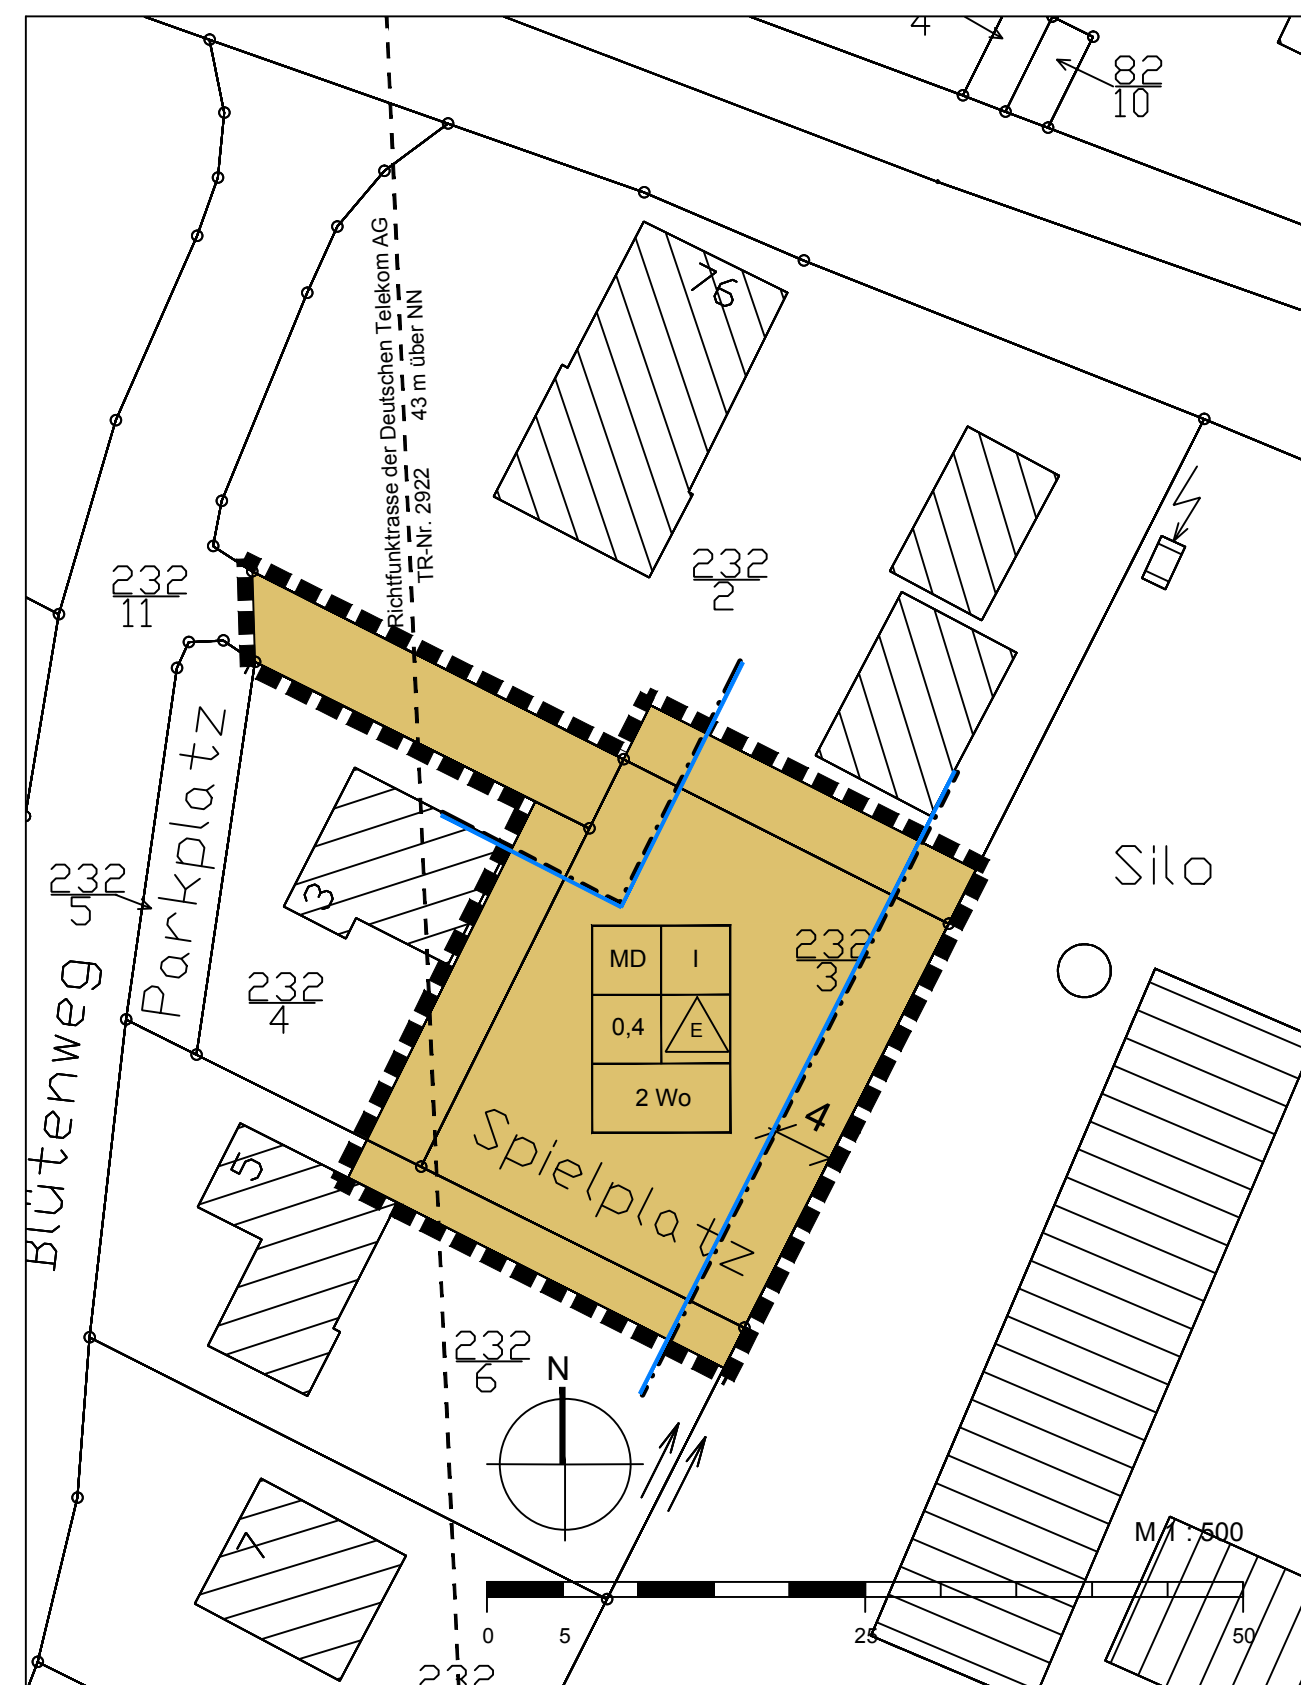 4
82
10
76
Richtfunktrasse der Deutschen Telekom AG
43 m über NN
TR-Nr. 2922
232
2
232
11
Parkplatz
Silo
3
232
5
232
4
MD
I
232
3
0,4
E
2 Wo
4
Blütenweg
5
Spielplatz
232
6
N
7
M 1 : 500
0
5
25
50
232